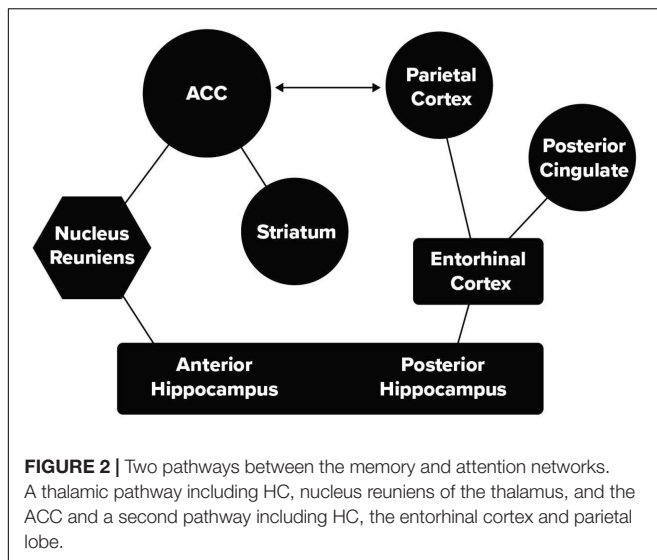 ACC
Parietal
Cortex
Posterior
Cingulate
Nucleus
Reuniens
Striatum
Entorhinal
Cortex
Anterior
Hippocampus
Posterior
Hippocampus
FIGURE 2 | Two pathways between the memory and attention networks.
A thalamic pathway including HC, nucleus reuniens of the thalamus, and the
ACC and a second pathway including HC, the entorhinal cortex and parietal
lobe.